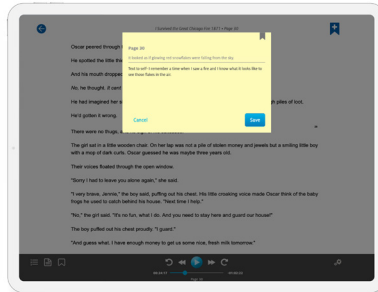 I Survived the Great Chicago Fire 1871 • Page 30
Oscar peered through
He spotted the little tho
And his mouth dropped
No, he thought. It can't
He had imagined her s
gh piles of loot.
He'd gotten it wrong.
Page 30
It looked as if glowing red snowflakes were falling from the sky.
Text to self- I remember a time when I saw a fire and I know what it looks like to
see those flakes in the air.
Cancel
Save
There were no thugs,
The girl sat in a little wooden chair. On her lap was not a pile of stolen money and jewels but a smiling little boy
with a mop of dark curls. Oscar guessed he was maybe three years old.
Their voices floated through the open window.
"Sorry I had to leave you alone again," she said.
"I very brave, Jennie," the boy said, puffing out his chest. His little croaking voice made Oscar think of the baby
frogs he used to catch behind his house. "Next time I help."
"No," the girl said. "It's no fun, what I do. And you need to stay here and guard our house!"
The boy puffed out his chest proudly. "I guard."
"And guess what. I have enough money to get us some nice, fresh milk tomorrow."
Page 30